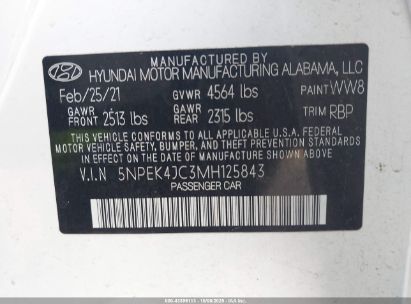 MANUFACTURED BY
HYUNDAI MOTOR MANUFACTURING ALABAMA, LLC
Feb/25/21 GVWR 4564 lbs PAINT WW8
GAWR GAWR
FRONT 2513 lbs REAR 2315 lbs TRIM RBP
THIS VEHICLE CONFORMS TO ALL APPLICABLE U.S.A. FEDERAL
MOTOR VEHICLE SAFETY, BUMPER, AND THEFT PREVENTION
STANDARDS IN EFFECT ON THE DATE OF MANUFACTURE SHOWN ABOVE.
V.I.N 5NPEK4JC3MH125843
PASSENGER CAR